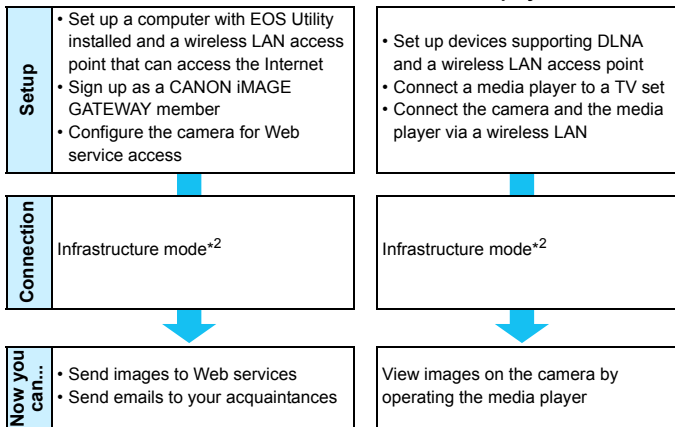 Setup
• Set up a computer with EOS Utility
installed and a wireless LAN access
point that can access the Internet
• Sign up as a CANON iMAGE
GATEWAY member
• Configure the camera for Web
service access
• Set up devices supporting DLNA
and a wireless LAN access point
• Connect a media player to a TV set
• Connect the camera and the media
player via a wireless LAN
Connection
Infrastructure mode*2
Infrastructure mode*2
Now you
can...
• Send images to Web services
• Send emails to your acquaintances
View images on the camera by
operating the media player